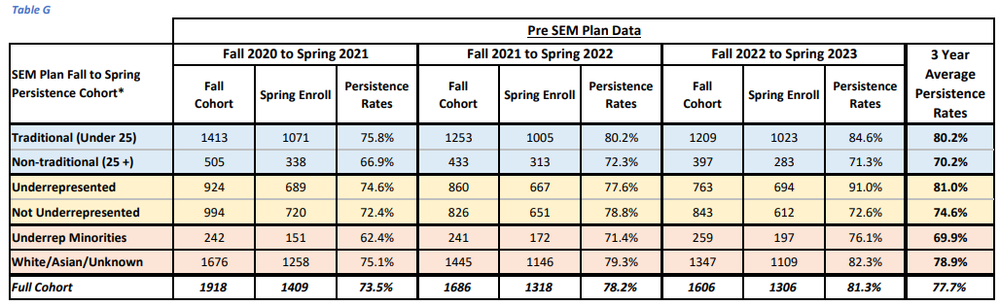 Table G
Pre SEM Plan Data
SEM Plan Fall to Spring Persistence Cohort* Fall 2020 to Spring 2021 Fall 2021 to Spring 2022 Fall 2022 to Spring 2023 3 Year Average Persistence Rates
Fall Cohort Spring Enroll Persistence Rates Fall Cohort Spring Enroll Persistence Rates Fall Cohort Spring Enroll Persistence Rates
Traditional (Under 25) 1413 1071 75.8% 1253 1005 80.2% 1209 1023 84.6% 80.2%
Non-traditional (25 +) 505 338 66.9% 433 313 72.3% 397 283 71.3% 70.2%
Underrepresented 924 689 74.6% 860 667 77.6% 763 694 91.0% 81.0%
Not Underrepresented 994 720 72.4% 826 651 78.8% 843 612 72.6% 74.6%
Underrep Minorities 242 151 62.4% 241 172 71.4% 259 197 76.1% 69.9%
White/Asian/Unknown 1676 1258 75.1% 1445 1146 79.3% 1347 1109 82.3% 78.9%
Full Cohort 1918 1409 73.5% 1686 1318 78.2% 1606 1306 81.3% 77.7%